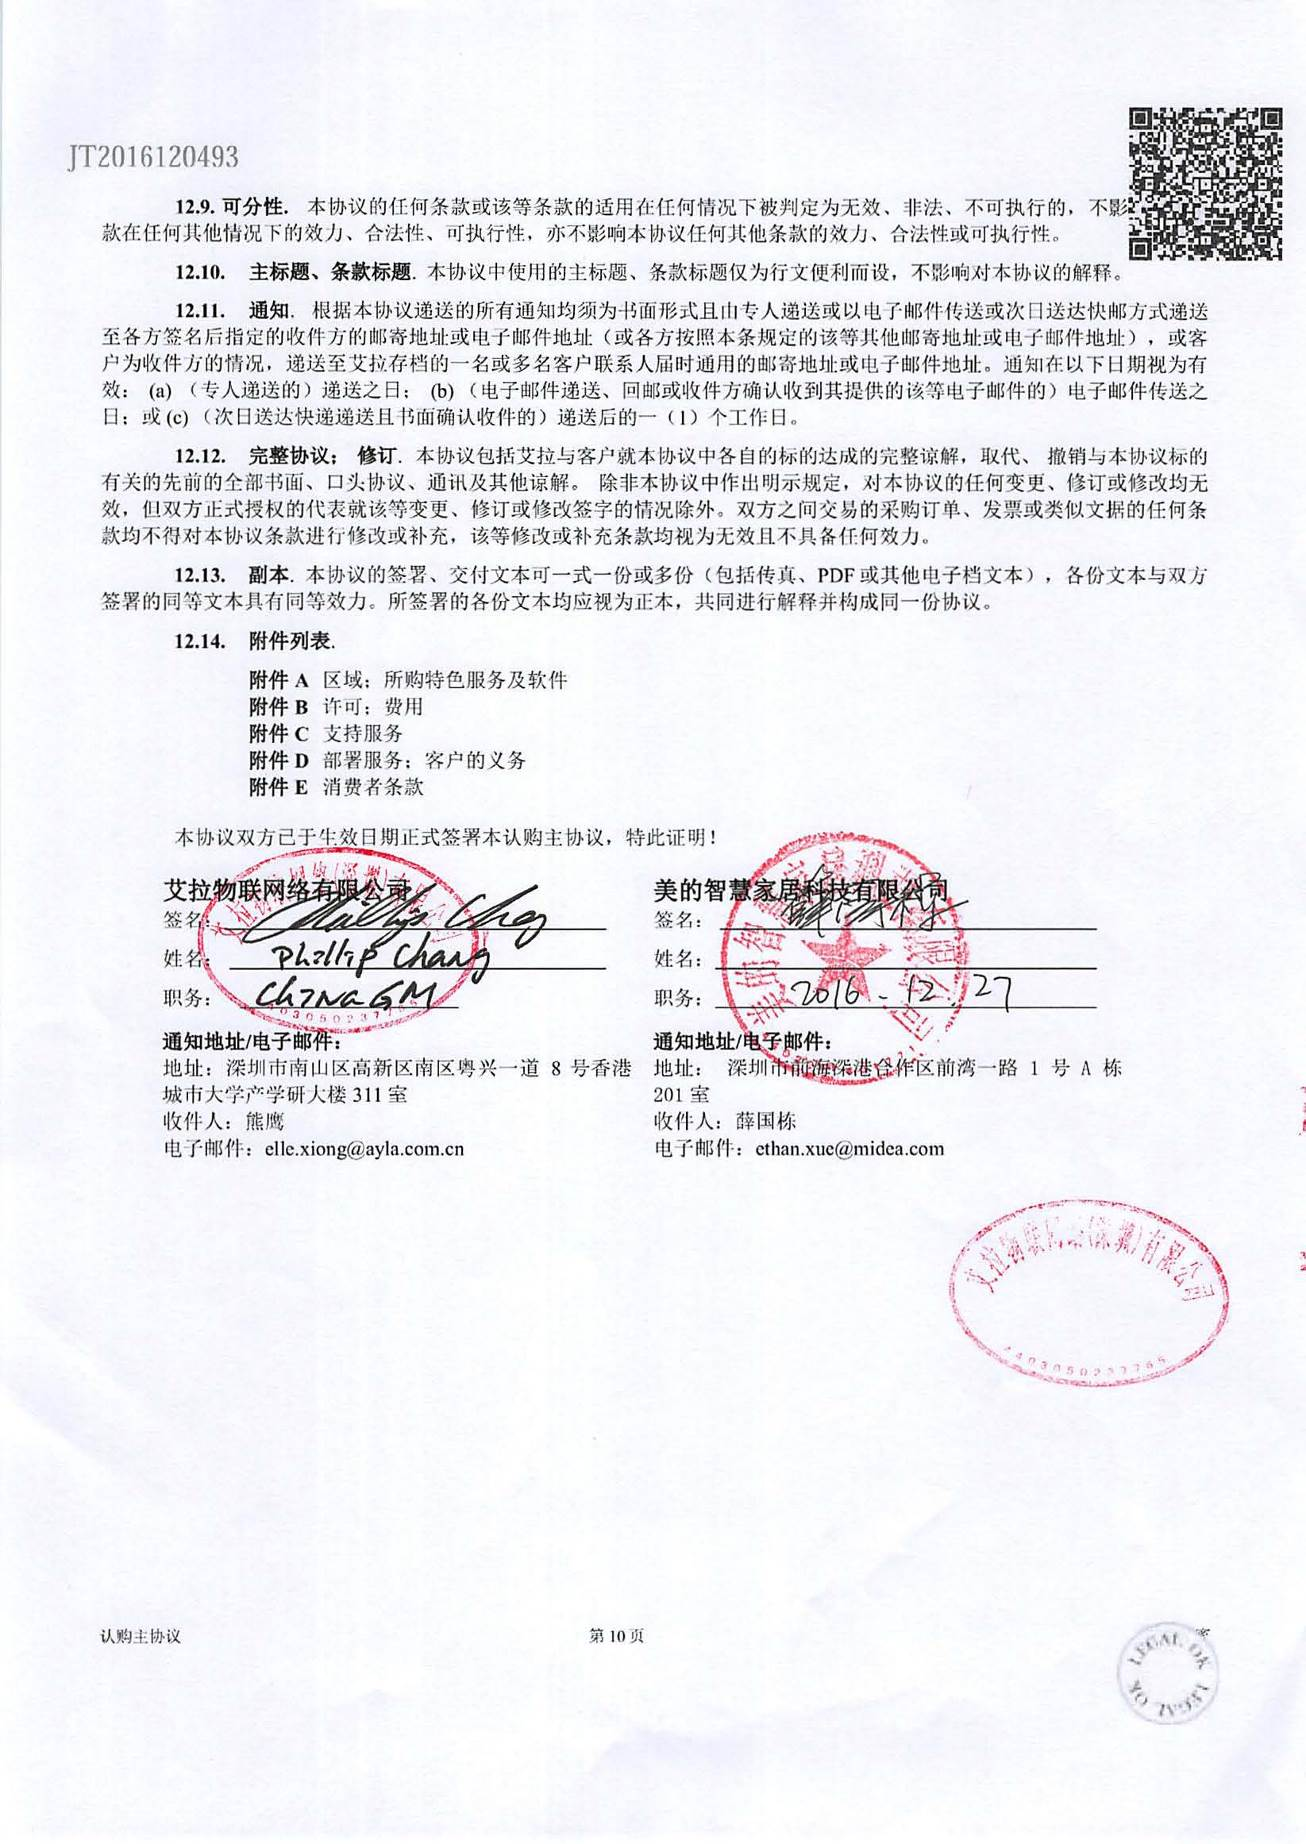 JT2016120493
12.9. 可分性. 本协议的任何条款或该等条款的适用在任何情况下被判定为无效、非法、不可执行的，不影
款在任何其他情况下的效力、合法性、可执行性，亦不影响本协议任何其他条款的效力、合法性或可执行性。
12.10. 主标题、条款标题. 本协议中使用的主标题、条款标题仅为行文便利而设，不影响对本协议的解释。
12.11. 通知. 根据本协议递送的所有通知均须为书面形式且由专人递送或以电子邮件传送或次日送达快邮方式递送
至各方签名后指定的收件方的邮寄地址或电子邮件地址（或各方按照本条规定的该等其他邮寄地址或电子邮件地址），或客
户为收件方的情况，递送至艾拉存档的一名或多名客户联系人届时通用的邮寄地址或电子邮件地址。通知在以下日期视为有
效：(a) （专人递送的）递送之日； (b) （电子邮件递送、回邮或收件方确认收到其提供的该等电子邮件的）电子邮件传送之
日；或 (c) （次日送达快递递送且书面确认收件的）递送后的一（1）个工作日。
12.12. 完整协议； 修订. 本协议包括艾拉与客户就本协议中各自的标的达成的完整谅解，取代、 撤销与本协议标的
有关的先前的全部书面、口头协议、通讯及其他谅解。 除非本协议中作出明示规定，对本协议的任何变更、修订或修改均无
效，但双方正式授权的代表就该等变更、修订或修改签字的情况除外。双方之间交易的采购订单、发票或类似文据的任何条
款均不得对本协议条款进行修改或补充，该等修改或补充条款均视为无效且不具备任何效力。
12.13. 副本. 本协议的签署、交付文本可一式一份或多份（包括传真、PDF 或其他电子档文本），各份文本与双方
签署的同等文本具有同等效力。所签署的各份文本均应视为正本，共同进行解释并构成同一份协议。
12.14. 附件列表.
附件 A 区域；所购特色服务及软件
附件 B 许可；费用
附件 C 支持服务
附件 D 部署服务；客户的义务
附件 E 消费者条款
本协议双方已于生效日期正式签署本认购主协议，特此证明！
艾拉物联网络有限公司
签名:
姓名: Phillip Chang
职务: China GM
通知地址/电子邮件：
地址：深圳市南山区高新区南区粤兴一道 8 号香港
城市大学产学研大楼 311 室
收件人：熊鹰
电子邮件：elle.xiong@ayla.com.cn
美的智慧家居科技有限公司
签名:
姓名:
职务: 2016-12.27
通知地址/电子邮件：
地址： 深圳市前海深港合作区前湾一路 1 号 A 栋
201 室
收件人：薛国栋
电子邮件：ethan.xue@midea.com
艾拉物联网络(深圳)有限公司
4403050237765
认购主协议
第 10 页
LEGAL OK LEGAL OK